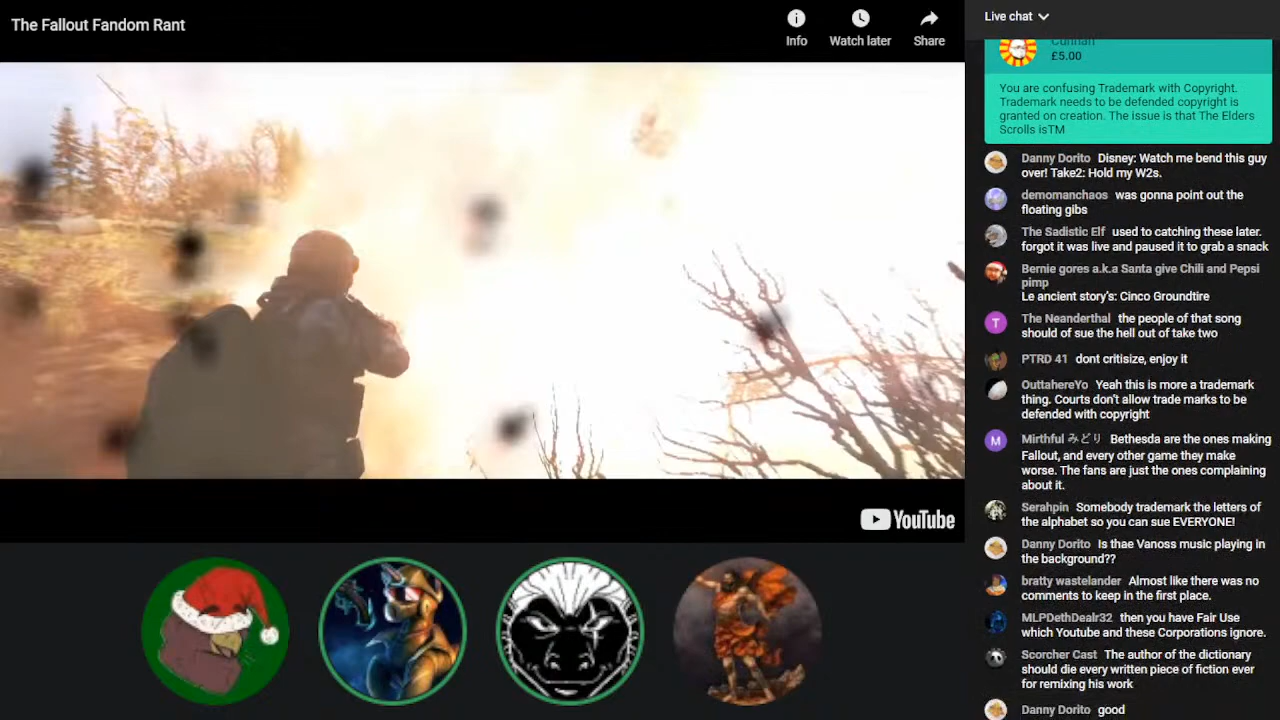 The Fallout Fandom Rant
Info
Watch later
Share
YouTube
Live chat
£5.00
You are confusing Trademark with Copyright.
Trademark needs to be defended copyright is
granted on creation. The issue is that The Elders
Scrolls isTM
Danny Dorito Disney: Watch me bend this guy
over! Take2: Hold my W2s.
demomanchaos was gonna point out the
floating gibs
The Sadistic Elf used to catching these later.
forgot it was live and paused it to grab a snack
Bernie gores a.k.a Santa give Chili and Pepsi
pimp
Le ancient story's: Cinco Groundtire
T
The Neanderthal the people of that song
should of sue the hell out of take two
PTRD 41 dont critisize, enjoy it
OuttahereYo Yeah this is more a trademark
thing. Courts don't allow trade marks to be
defended with copyright
M
Mirthful みどり Bethesda are the ones making
Fallout, and every other game they make
worse. The fans are just the ones complaining
about it.
Serahpin Somebody trademark the letters of
the alphabet so you can sue EVERYONE!
Danny Dorito Is thae Vanoss music playing in
the background??
bratty wastelander Almost like there was no
comments to keep in the first place.
MLPDethDealr32 then you have Fair Use
which Youtube and these Corporations ignore.
Scorcher Cast The author of the dictionary
should die every written piece of fiction ever
for remixing his work
Danny Dorito good